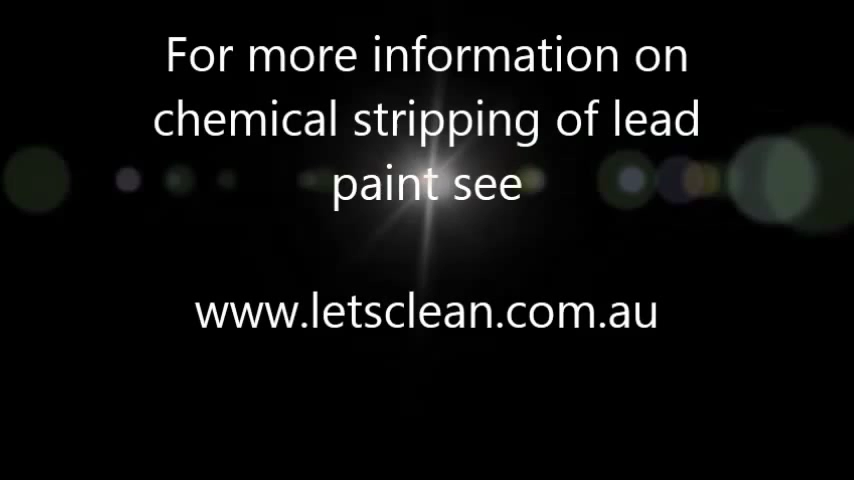 For more information on
chemical stripping of lead
paint see
www.letsclean.com.au